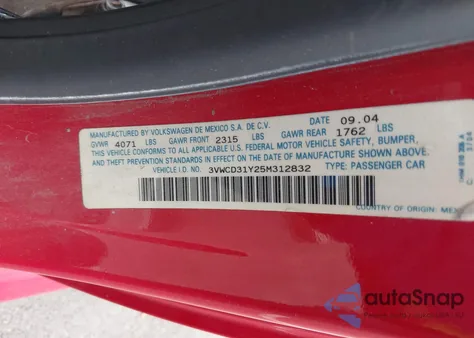 MANUFACTURED BY VOLKSWAGEN DE MEXICO S.A. DE C.V. DATE 09.04
GVWR 4071 LBS GAWR FRONT 2315 LBS GAWR REAR 1762 LBS
THIS VEHICLE CONFORMS TO ALL APPLICABLE U.S. FEDERAL MOTOR VEHICLE SAFETY, BUMPER,
AND THEFT PREVENTION STANDARDS IN EFFECT ON THE DATE OF MANUFACTURE SHOWN ABOVE.
VEHICLE I.D. NO. 3VWCD31Y25M312832 TYPE: PASSENGER CAR
COUNTRY OF ORIGIN: MEXICO
autoSnap